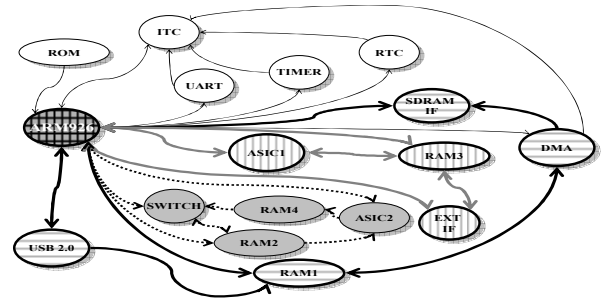 ITC
ROM
RTC
TIMER
UART
SDRAM
IF
ARM926
DMA
ASIC1
RAM3
SWITCH
RAM4
ASIC2
EXT
IF
RAM2
USB 2.0
RAM1